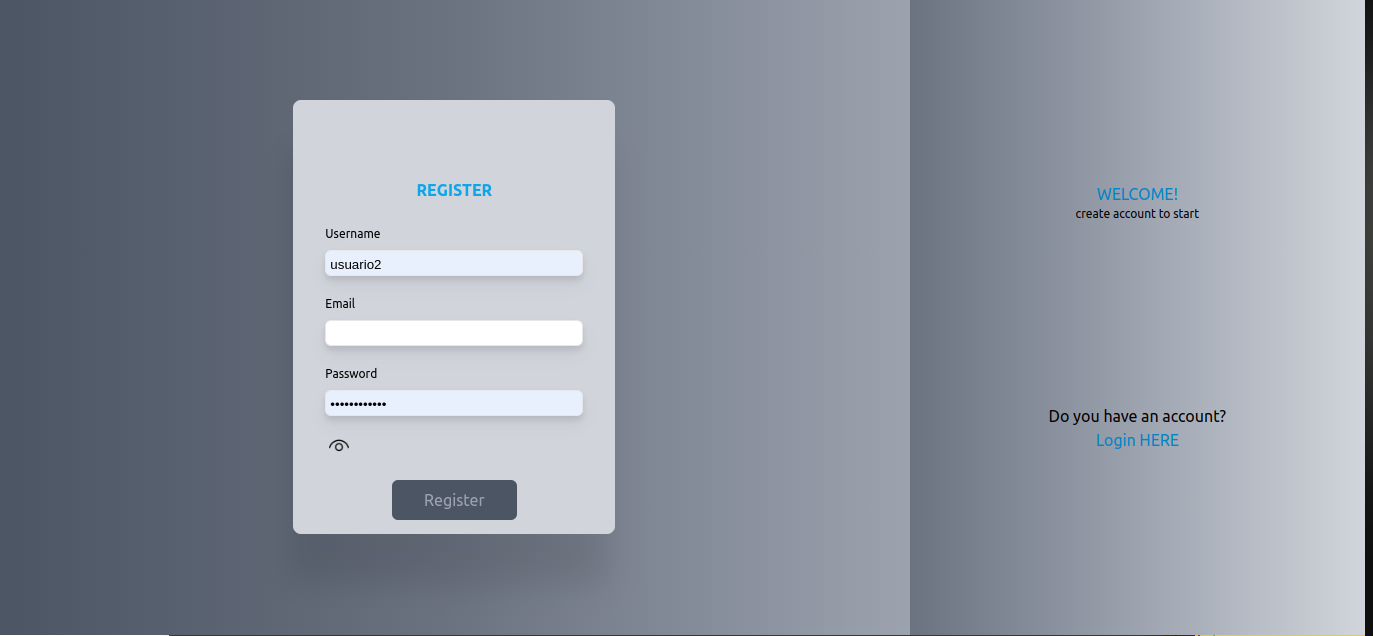 REGISTER
Username
usuario2
Email
Password
••••••••••••
Register
WELCOME!
create account to start
Do you have an account?
Login HERE